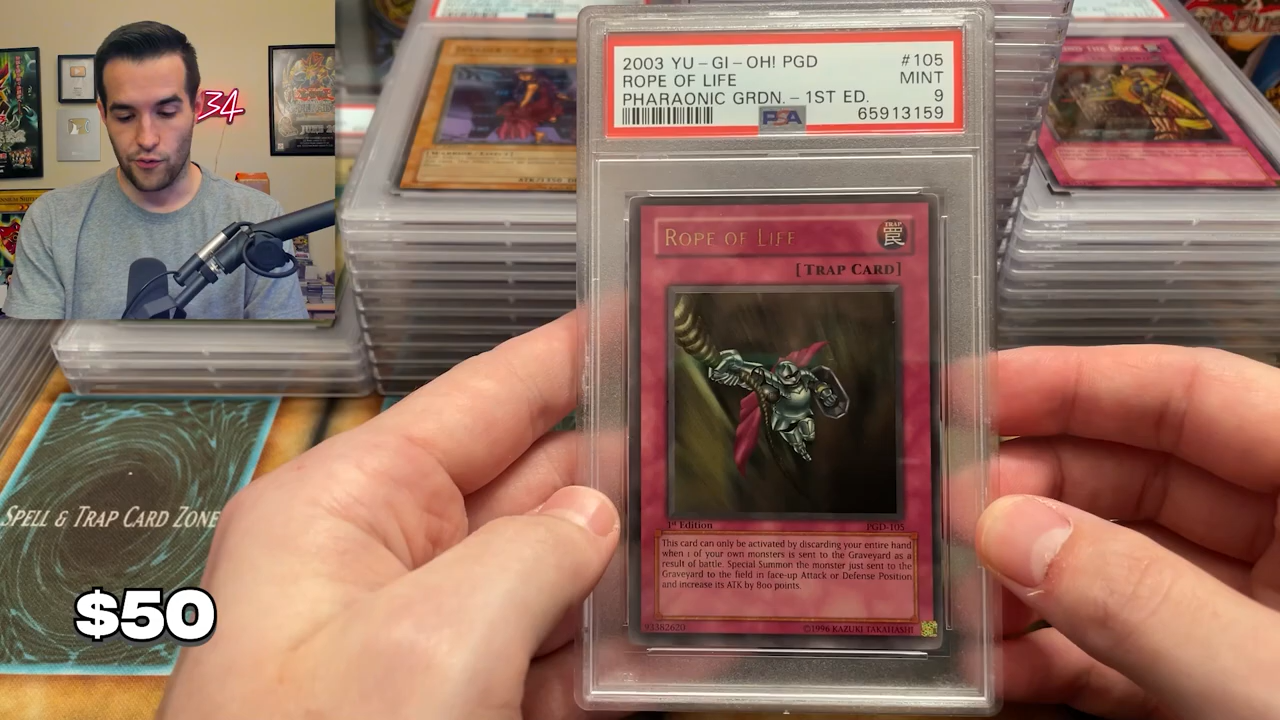 34
2003 YU-GI-OH! PGD #105
ROPE OF LIFE MINT
PHARAONIC GRDN.-1ST ED. 9
PSA 65913159
ROPE OF LIFE
TRAP
罠
[TRAP CARD]
1st Edition PGD-105
This card can only be activated by discarding your entire hand
when 1 of your own monsters is sent to the Graveyard as a
result of battle. Special Summon the monster just sent to the
Graveyard to the field in face-up Attack or Defense Position
and increase its ATK by 800 points.
93382620 ©1996 KAZUKI TAKAHASHI
SPELL & TRAP CARD ZONE
$50